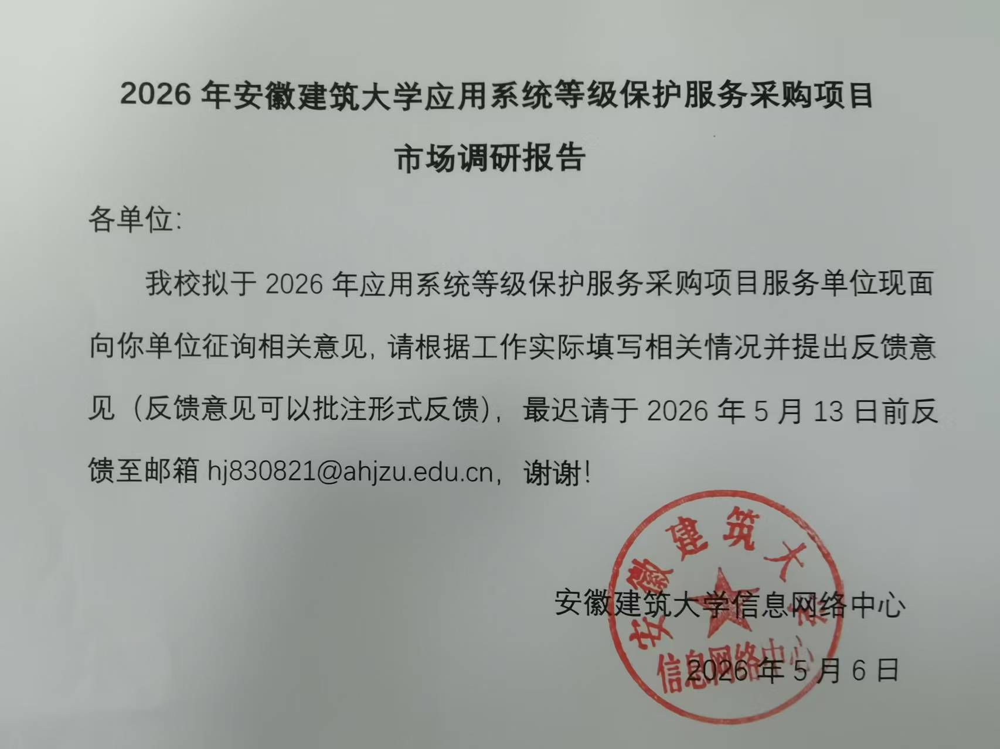 2026 年安徽建筑大学应用系统等级保护服务采购项目
市场调研报告
各单位：
我校拟于 2026 年应用系统等级保护服务采购项目服务单位现面
向你单位征询相关意见，请根据工作实际填写相关情况并提出反馈意
见（反馈意见可以批注形式反馈），最迟请于 2026 年 5 月 13 日前反
馈至邮箱 hj830821@ahjzu.edu.cn，谢谢！
安徽建筑大学
安徽建筑大学信息网络中心
信息网络中心
2026 年 5 月 6 日